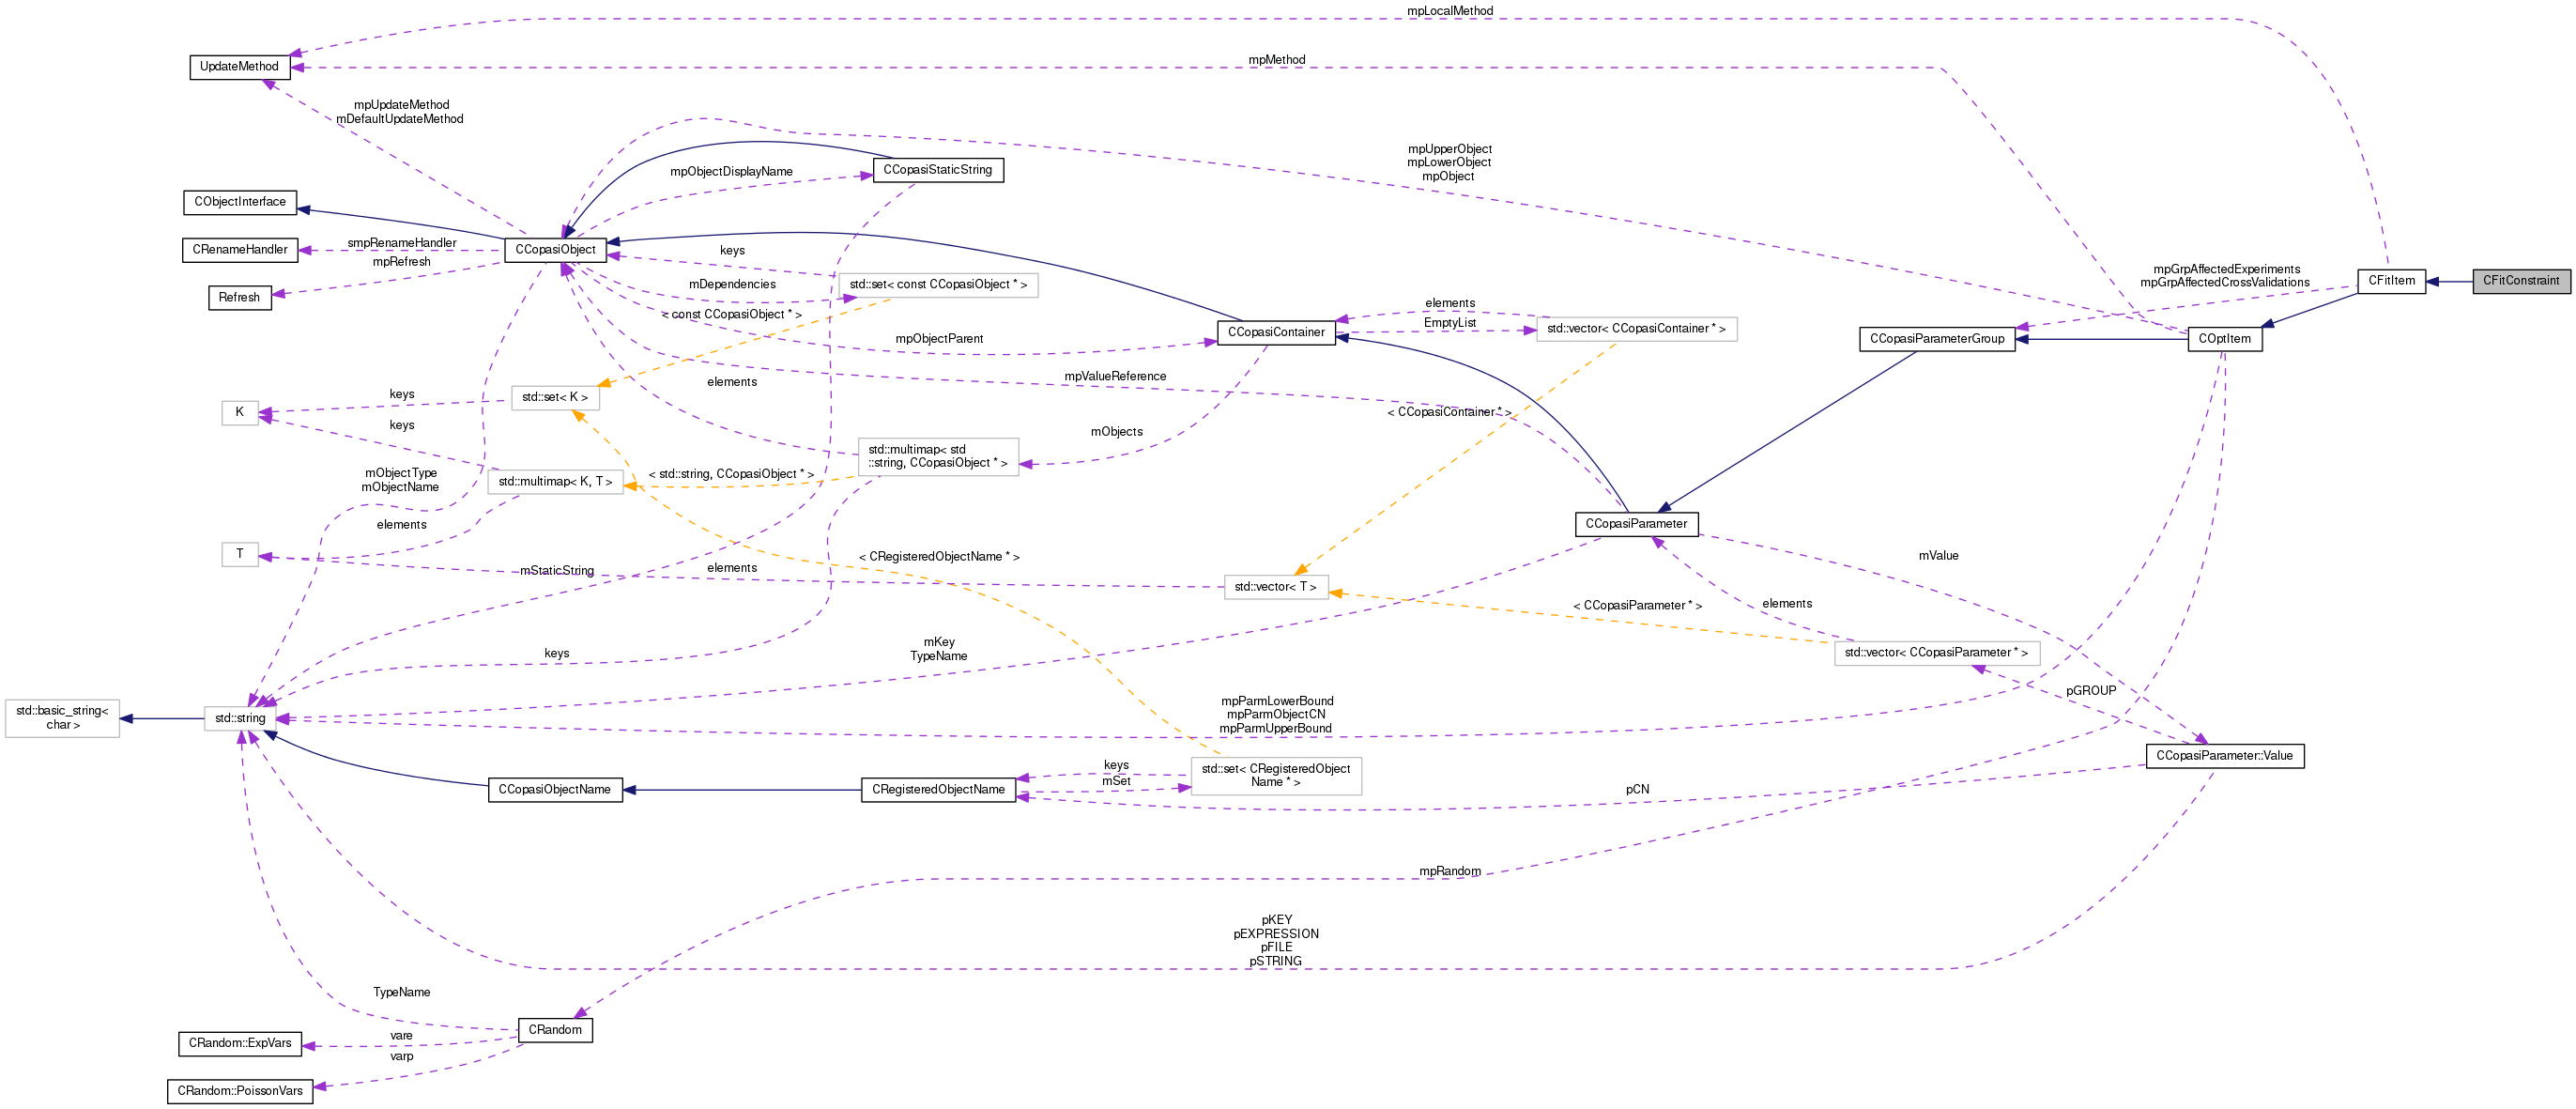 mpLocalMethod
UpdateMethod
mpMethod
mpUpdateMethod
mDefaultUpdateMethod
mpUpperObject
mpLowerObject
mpObject
CCopasiStaticString
mpObjectDisplayName
CObjectInterface
CRenameHandler
smpRenameHandler
CCopasiObject
keys
mpRefresh
Refresh
mDependencies
std::set< const CCopasiObject * >
mpGrpAffectedExperiments
mpGrpAffectedCrossValidations
CFitItem
CFitConstraint
< const CCopasiObject * >
elements
EmptyList
CCopasiContainer
std::vector< CCopasiContainer * >
CCopasiParameterGroup
COptItem
mpObjectParent
mpValueReference
elements
keys
std::set< K >
K
keys
< CCopasiContainer * >
mObjects
std::multimap< std
::string, CCopasiObject * >
< std::string, CCopasiObject * >
mObjectType
mObjectName
std::multimap< K, T >
elements
CCopasiParameter
T
mStaticString
elements
< CRegisteredObjectName * >
mValue
std::vector< T >
< CCopasiParameter * >
elements
keys
mKey
TypeName
std::vector< CCopasiParameter * >
pGROUP
std::basic_string<
char >
std::string
mpParmLowerBound
mpParmObjectCN
mpParmUpperBound
CCopasiParameter::Value
CCopasiObjectName
CRegisteredObjectName
keys
mSet
std::set< CRegisteredObject
Name * >
pCN
mpRandom
pKEY
pEXPRESSION
pFILE
pSTRING
TypeName
CRandom
CRandom::ExpVars
vare
varp
CRandom::PoissonVars